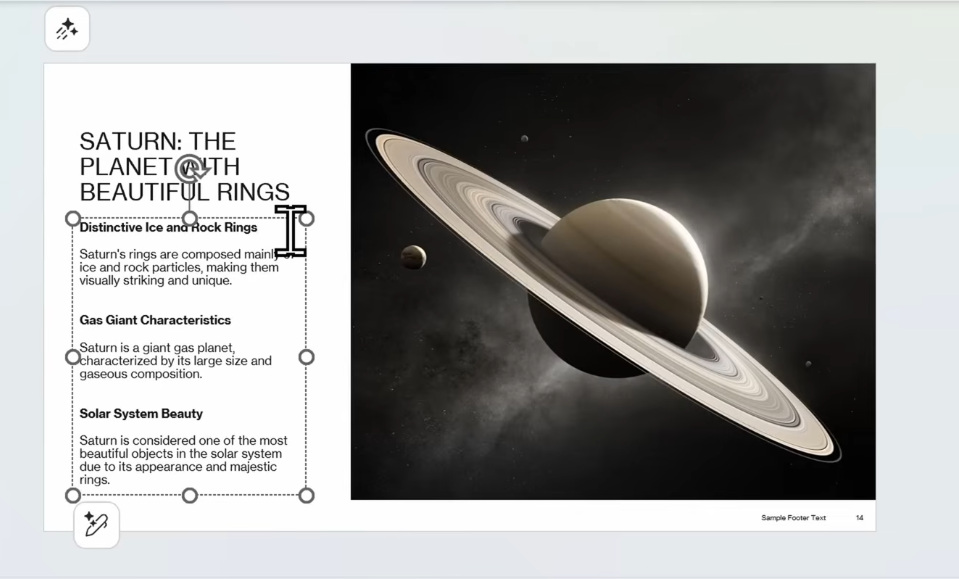 SATURN: THE
PLANET WITH
BEAUTIFUL RINGS
Distinctive Ice and Rock Rings
Saturn's rings are composed mainly of
ice and rock particles, making them
visually striking and unique.
Gas Giant Characteristics
Saturn is a giant gas planet,
characterized by its large size and
gaseous composition.
Solar System Beauty
Saturn is considered one of the most
beautiful objects in the solar system
due to its appearance and majestic
rings.
Sample Footer Text
14